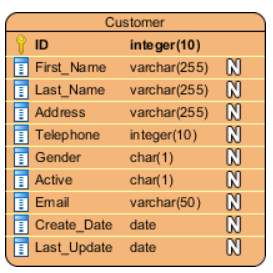 Customer
ID integer(10)
First_Name varchar(255) N
Last_Name varchar(255) N
Address varchar(255) N
Telephone integer(10) N
Gender char(1) N
Active char(1) N
Email varchar(50) N
Create_Date date N
Last_Update date N